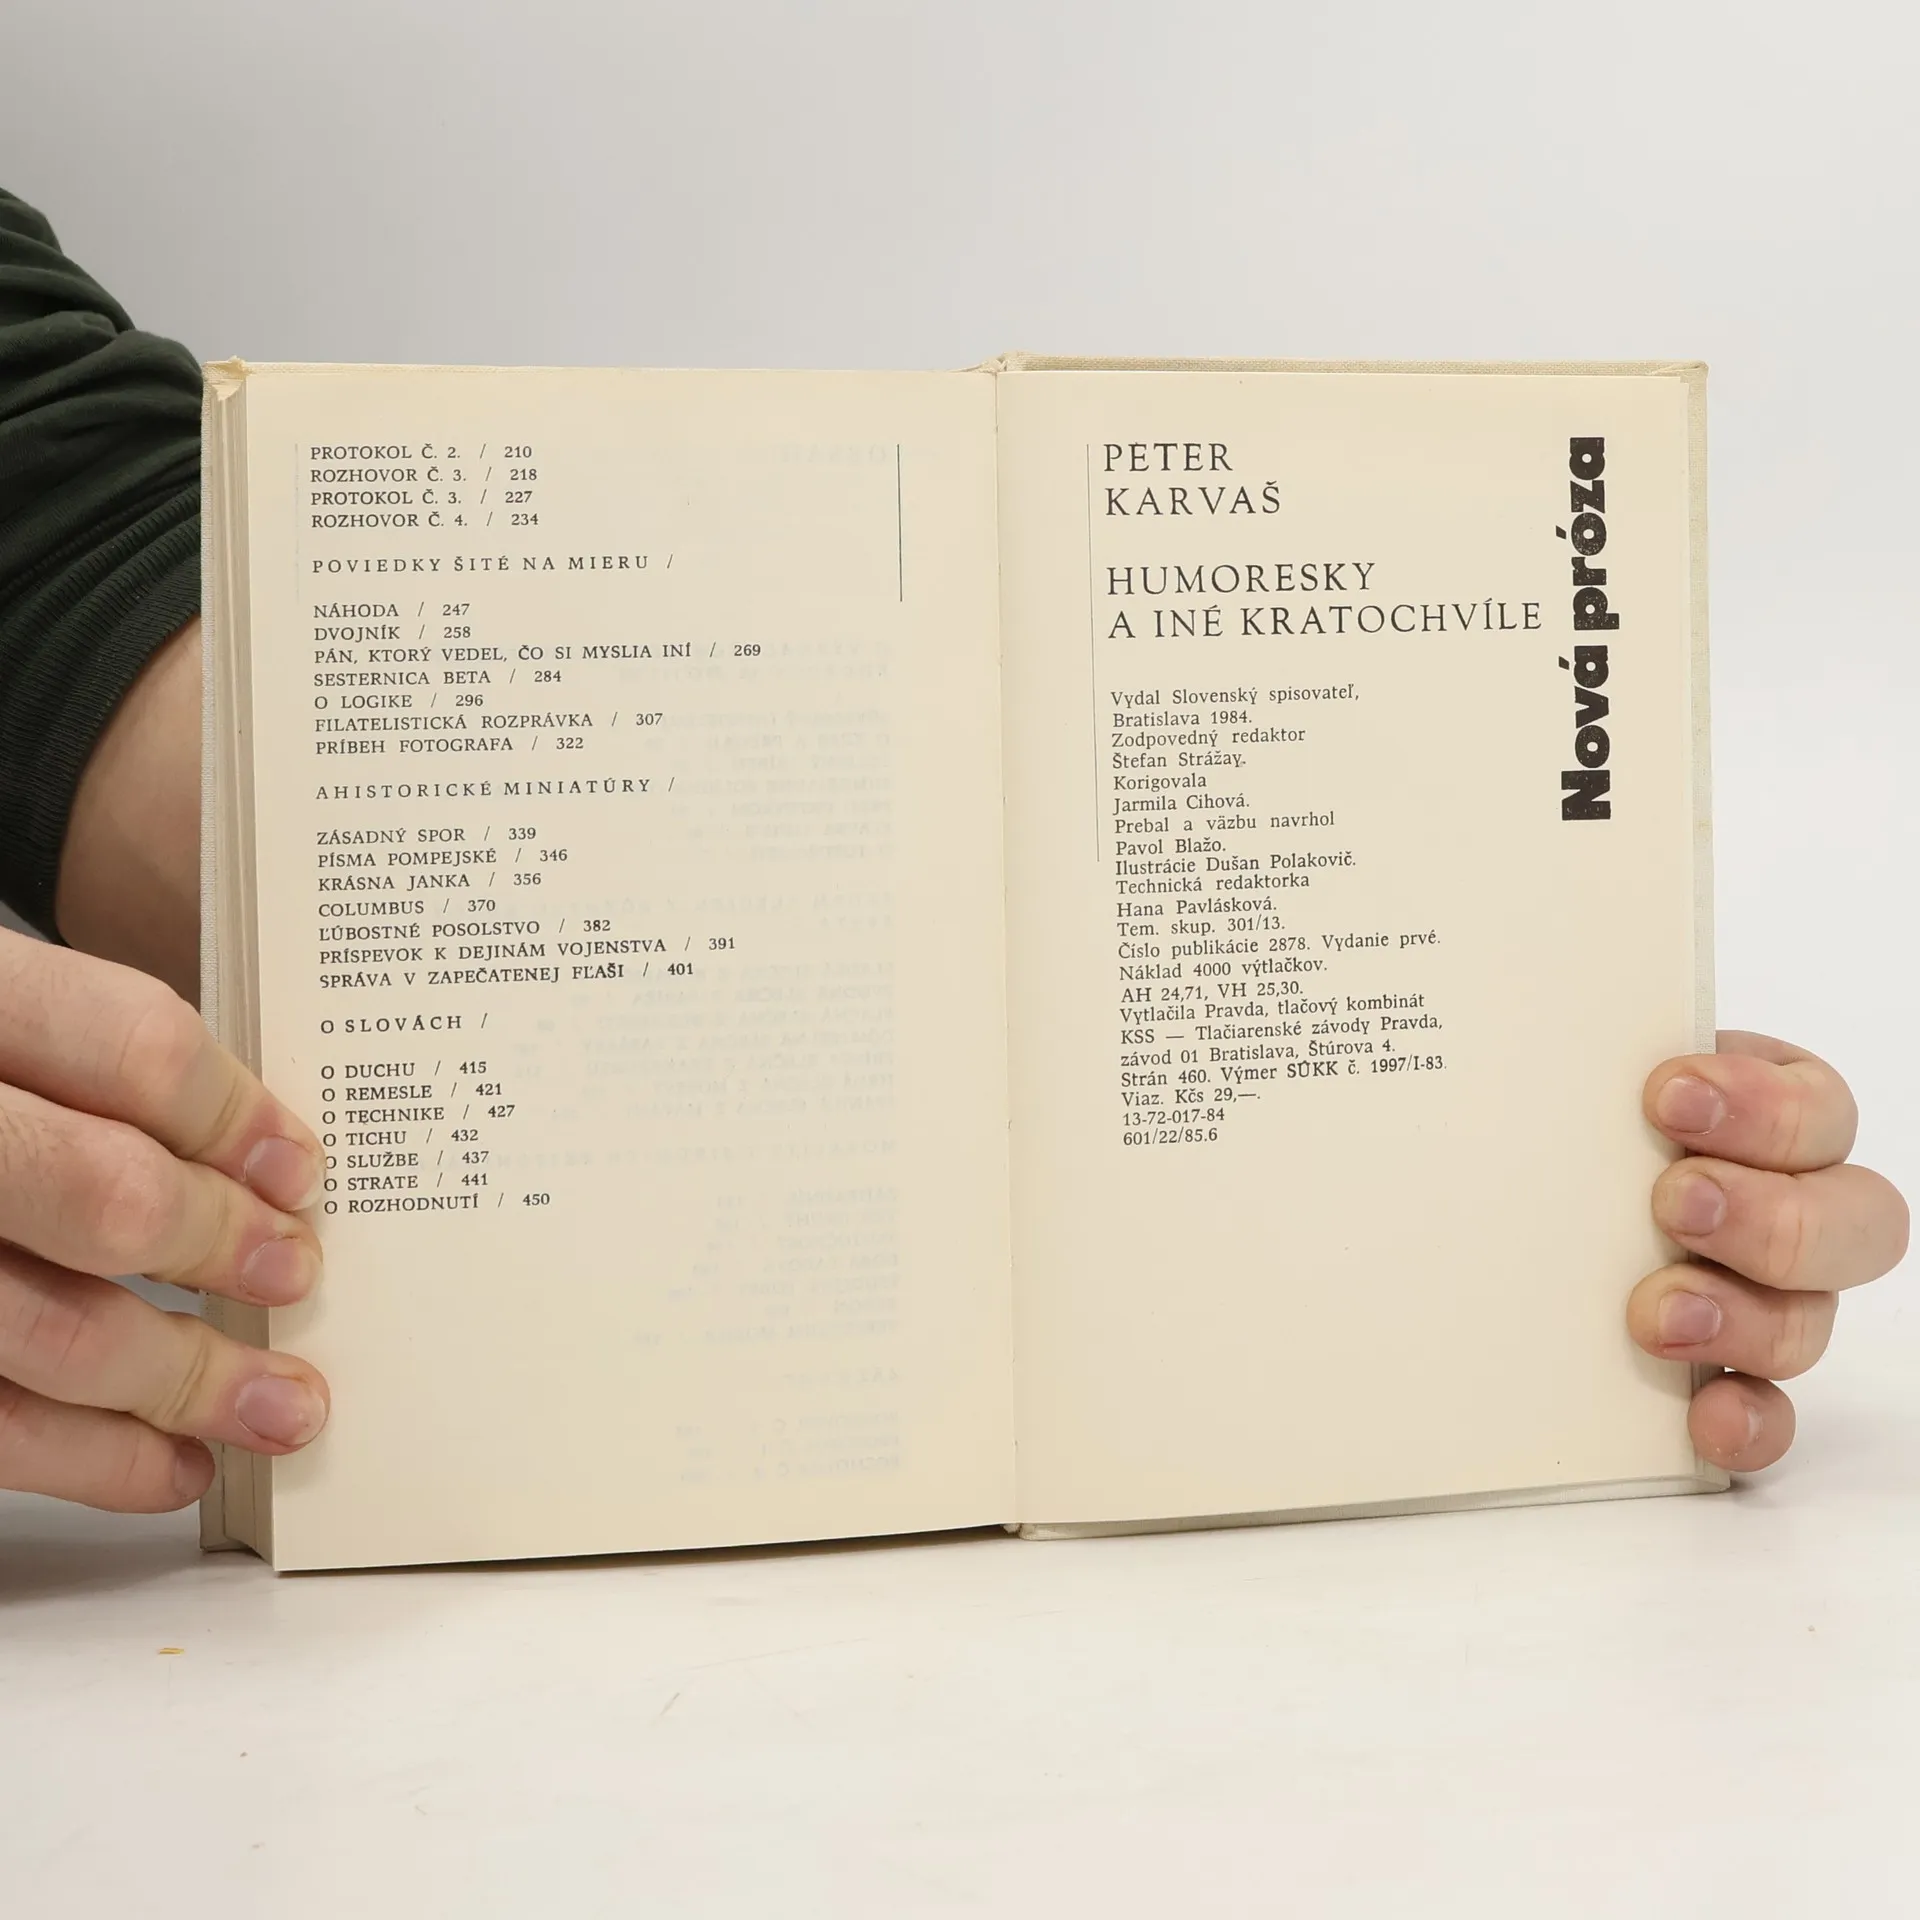 PROTOKOL Č. 2. / 210
ROZHOVOR Č. 3. / 218
PROTOKOL Č. 3. / 227
ROZHOVOR Č. 4. / 234
POVIEDKY ŠITÉ NA MIERU /
NÁHODA / 247
DVOJNÍK / 258
PÁN, KTORÝ VEDEL, ČO SI MYSLIA INÍ / 269
SESTERNICA BETA / 284
O LOGIKE / 296
FILATELISTICKÁ ROZPRÁVKA / 307
PRÍBEH FOTOGRAFA / 322
AHISTORICKÉ MINIATÚRY /
ZÁSADNÝ SPOR / 339
PÍSMA POMPEJSKÉ / 346
KRÁSNA JANKA / 356
COLUMBUS / 370
ĽÚBOSTNÉ POSOLSTVO / 382
PRÍSPEVOK K DEJINÁM VOJENSTVA / 391
SPRÁVA V ZAPEČATENEJ FĽAŠI / 401
O SLOVÁCH /
O DUCHU / 415
O REMESLE / 421
O TECHNIKE / 427
O TICHU / 432
O SLUŽBE / 437
O STRATE / 441
O ROZHODNUTÍ / 450
PETER
KARVAŠ
HUMORESKY
A INÉ KRATOCHVÍLE
Vydal Slovenský spisovateľ,
Bratislava 1984.
Zodpovedný redaktor
Štefan Strážay.
Korigovala
Jarmila Cihová.
Prebal a väzbu navrhol
Pavol Blažo.
Ilustrácie Dušan Polakovič.
Technická redaktorka
Hana Pavlásková.
Tem. skup. 301/13.
Číslo publikácie 2878. Vydanie prvé.
Náklad 4000 výtlačkov.
AH 24,71, VH 25,30.
Vytlačila Pravda, tlačový kombinát
KSS — Tlačiarenské závody Pravda,
závod 01 Bratislava, Štúrova 4.
Strán 460. Výmer SÚKK č. 1997/I-83.
Viaz. Kčs 29,—.
13-72-017-84
601/22/85.6
Nová próza